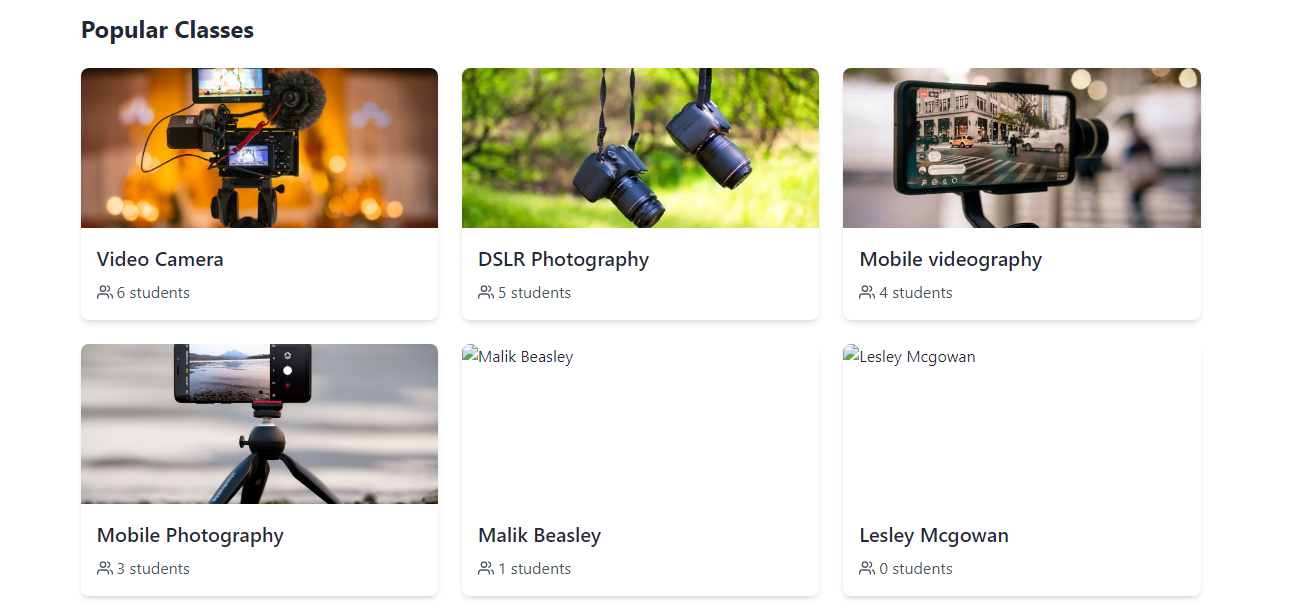 Popular Classes
Video Camera
6 students
DSLR Photography
5 students
Mobile videography
4 students
Mobile Photography
3 students
Malik Beasley
Malik Beasley
1 students
Lesley Mcgowan
Lesley Mcgowan
0 students